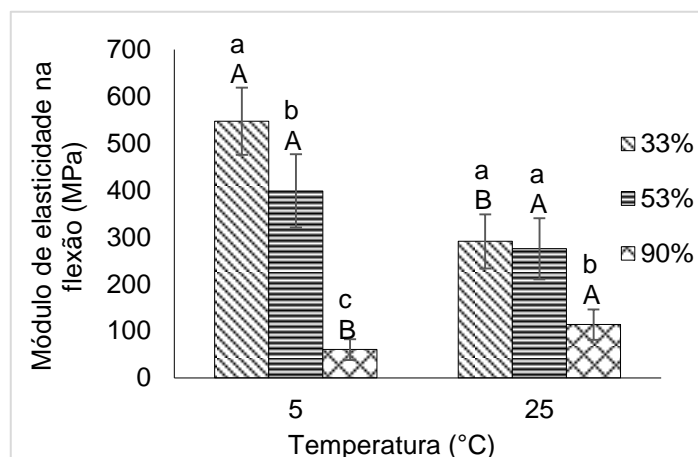 Módulo de elasticidade na
flexão (MPa)
700
600
500
400
300
200
100
0
a
A
b
A
c
B
a
B
a
A
b
A
5
25
Temperatura (°C)
33%
53%
90%